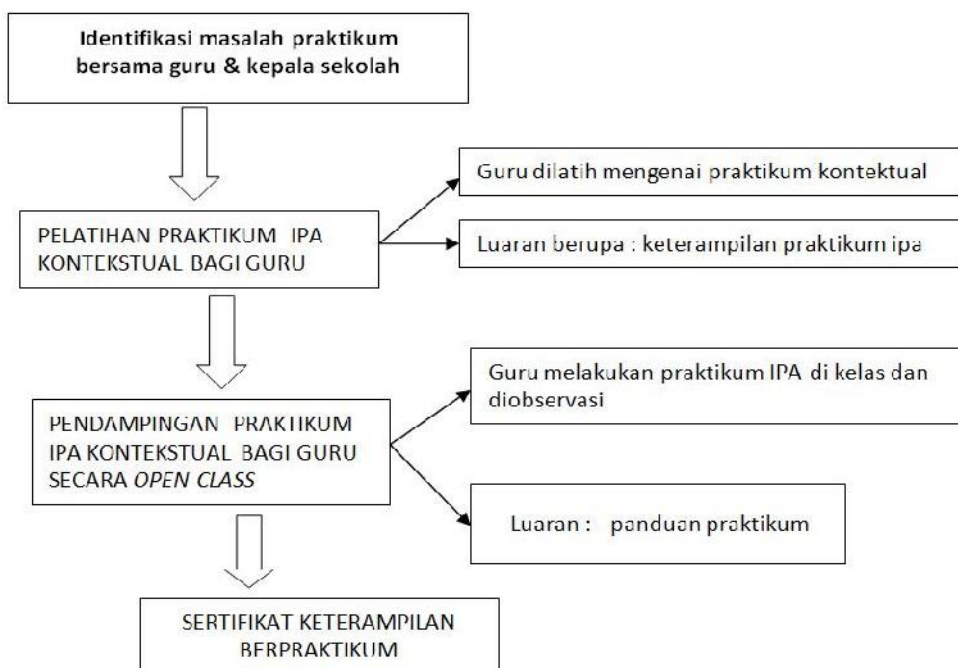 Identifikasi masalah praktikum
bersama guru & kepala sekolah
Guru dilatih mengenai praktikum kontektual
PELATIHAN PRAKTIKUM IPA
KONTEKSTUAL BAGI GURU
Luaran berupa : keterampilan praktikum ipa
Guru melakukan praktikum IPA di kelas dan
diobservasi
PENDAMPINGAN PRAKTIKUM
IPA KONTEKSTUAL BAGI GURU
SECARA OPEN CLASS
Luaran : panduan praktikum
SERTIFIKAT KETERAMPILAN
BERPRAKTIKUM